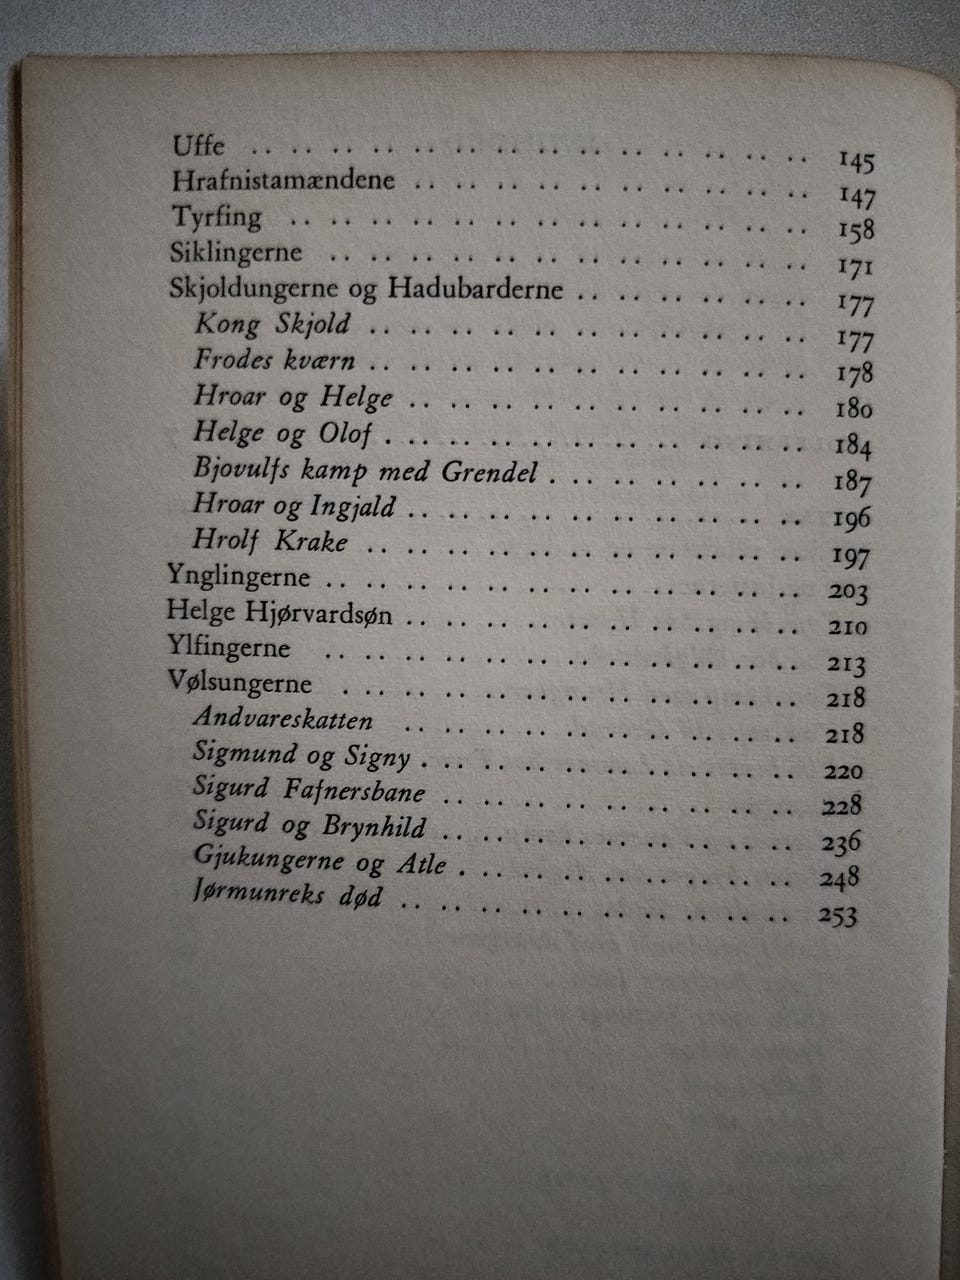 Uffe .. .. .. .. .. .. .. .. .. .. .. .. .. .. 145
Hrafnistamændene .. .. .. .. .. .. .. .. .. .. 147
Tyrfing .. .. .. .. .. .. .. .. .. .. .. .. .. 158
Siklingerne .. .. .. .. .. .. .. .. .. .. .. .. 171
Skjoldungerne og Hadubarderne .. .. .. .. .. .. 177
Kong Skjold .. .. .. .. .. .. .. .. .. .. .. 177
Frodes kværn .. .. .. .. .. .. .. .. .. .. .. 178
Hroar og Helge .. .. .. .. .. .. .. .. .. .. 180
Helge og Olof . .. .. .. .. .. .. .. .. .. .. 184
Bjovulfs kamp med Grendel . .. .. .. .. .. .. 187
Hroar og Ingjald .. .. .. .. .. .. .. .. .. .. 196
Hrolf Krake .. .. .. .. .. .. .. .. .. .. .. 197
Ynglingerne .. .. .. .. .. .. .. .. .. .. .. .. 203
Helge Hjørvardsøn .. .. .. .. .. .. .. .. .. .. 210
Ylfingerne .. .. .. .. .. .. .. .. .. .. .. .. 213
Vølsungerne . .. .. .. .. .. .. .. .. .. .. .. 218
Andvareskatten .. .. .. .. .. .. .. .. .. .. 218
Sigmund og Signy . .. .. .. .. .. .. .. .. .. 220
Sigurd Fafnersbane .. .. .. .. .. .. .. .. .. 228
Sigurd og Brynhild .. .. .. .. .. .. .. .. .. 236
Gjukungerne og Atle . .. .. .. .. .. .. .. .. 248
Jørmunreks død .. .. .. .. .. .. .. .. .. .. 253